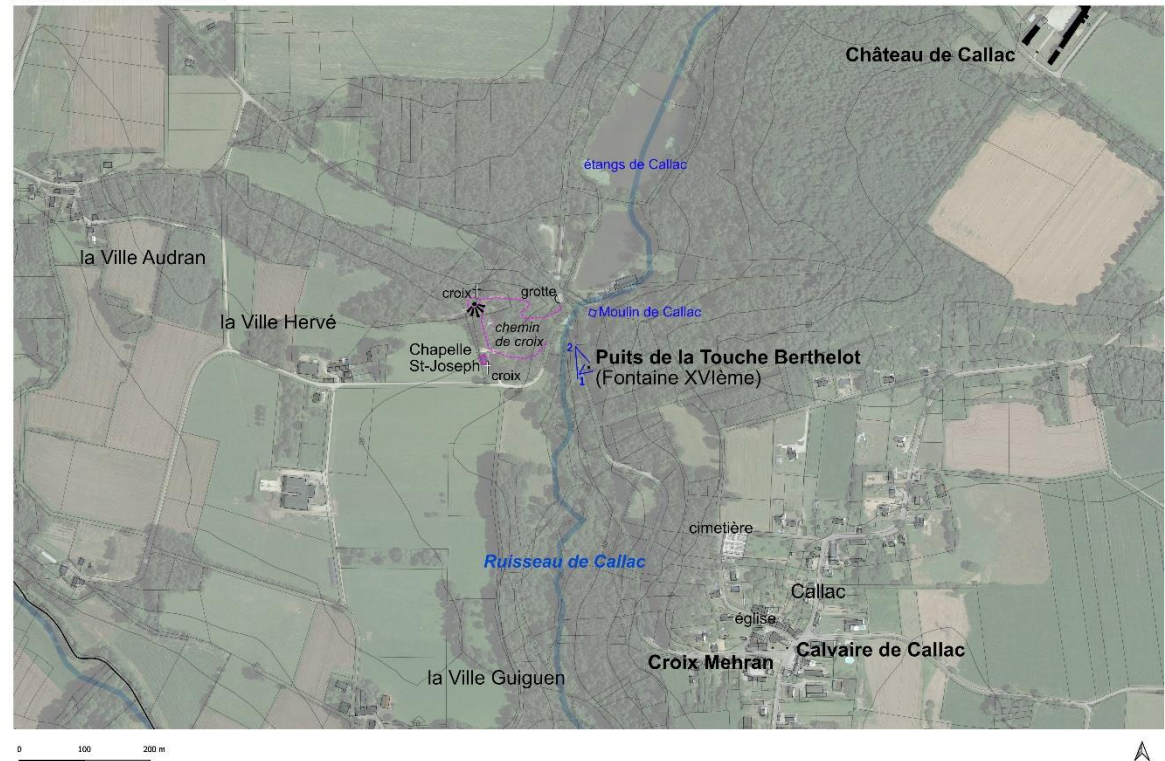 Château de Callac
étangs de Callac
la Ville Audran
croix
grotte
la Ville Hervé
chemin
de croix
Moulin de Callac
Chapelle
St-Joseph
croix
2
1
Puits de la Touche Berthelot
(Fontaine XVIème)
cimetière
Ruisseau de Callac
Callac
église
Calvaire de Callac
Croix Mehran
la Ville Guiguen
0 100 200 m